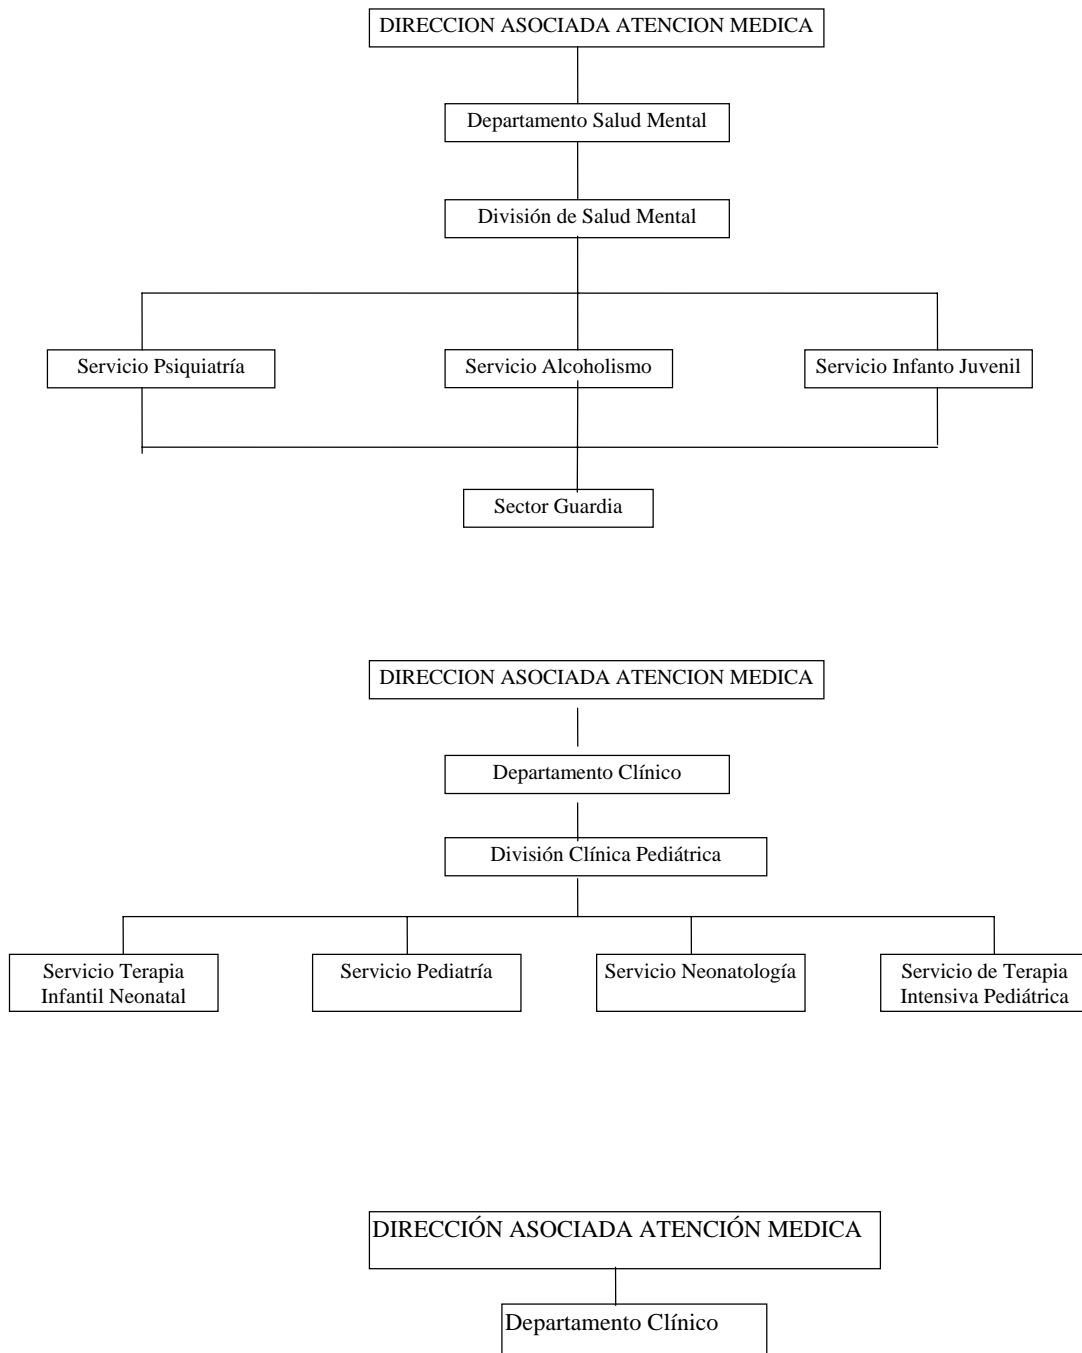 DIRECCION ASOCIADA ATENCION MEDICA
Departamento Salud Mental
División de Salud Mental
Servicio Psiquiatría
Servicio Alcoholismo
Servicio Infanto Juvenil
Sector Guardia
DIRECCION ASOCIADA ATENCION MEDICA
Departamento Clínico
División Clínica Pediátrica
Servicio Terapia
Infantil Neonatal
Servicio Pediatría
Servicio Neonatología
Servicio de Terapia
Intensiva Pediátrica
DIRECCIÓN ASOCIADA ATENCIÓN MEDICA
Departamento Clínico